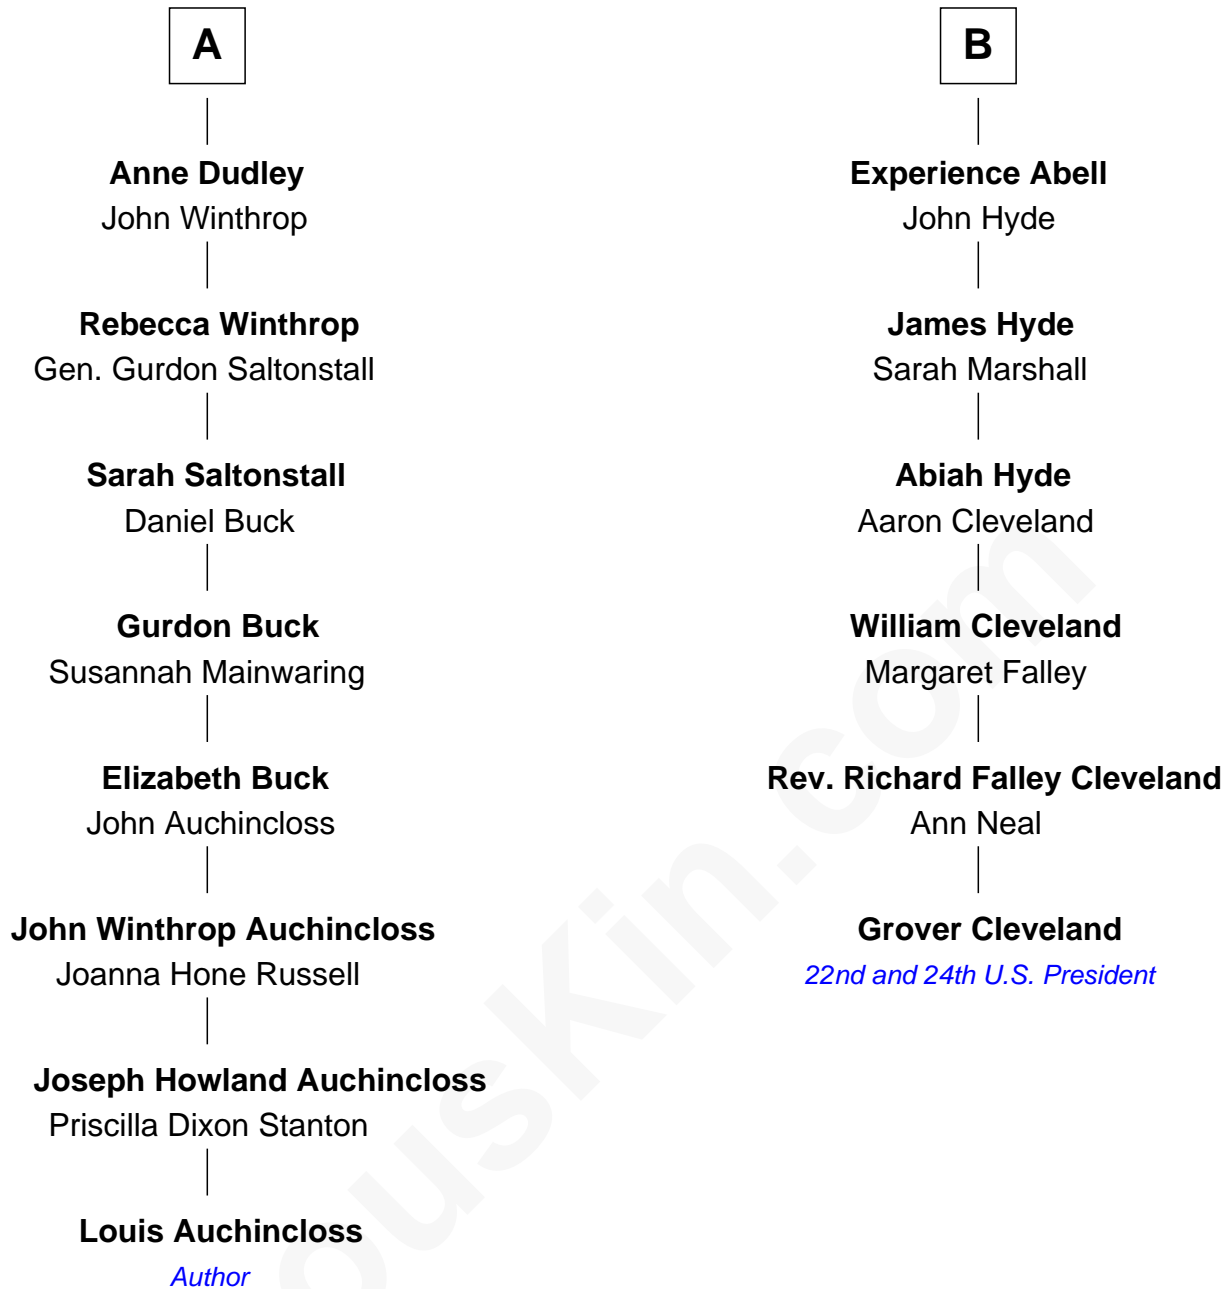 A
Anne Dudley
John Winthrop
Rebecca Winthrop
Gen. Gurdon Saltonstall
Sarah Saltonstall
Daniel Buck
Gurdon Buck
Susannah Mainwaring
Elizabeth Buck
John Auchincloss
John Winthrop Auchincloss
Joanna Hone Russell
Joseph Howland Auchincloss
Priscilla Dixon Stanton
Louis Auchincloss
Author
B
Experience Abell
John Hyde
James Hyde
Sarah Marshall
Abiah Hyde
Aaron Cleveland
William Cleveland
Margaret Falley
Rev. Richard Falley Cleveland
Ann Neal
Grover Cleveland
22nd and 24th U.S. President
ousKin.com